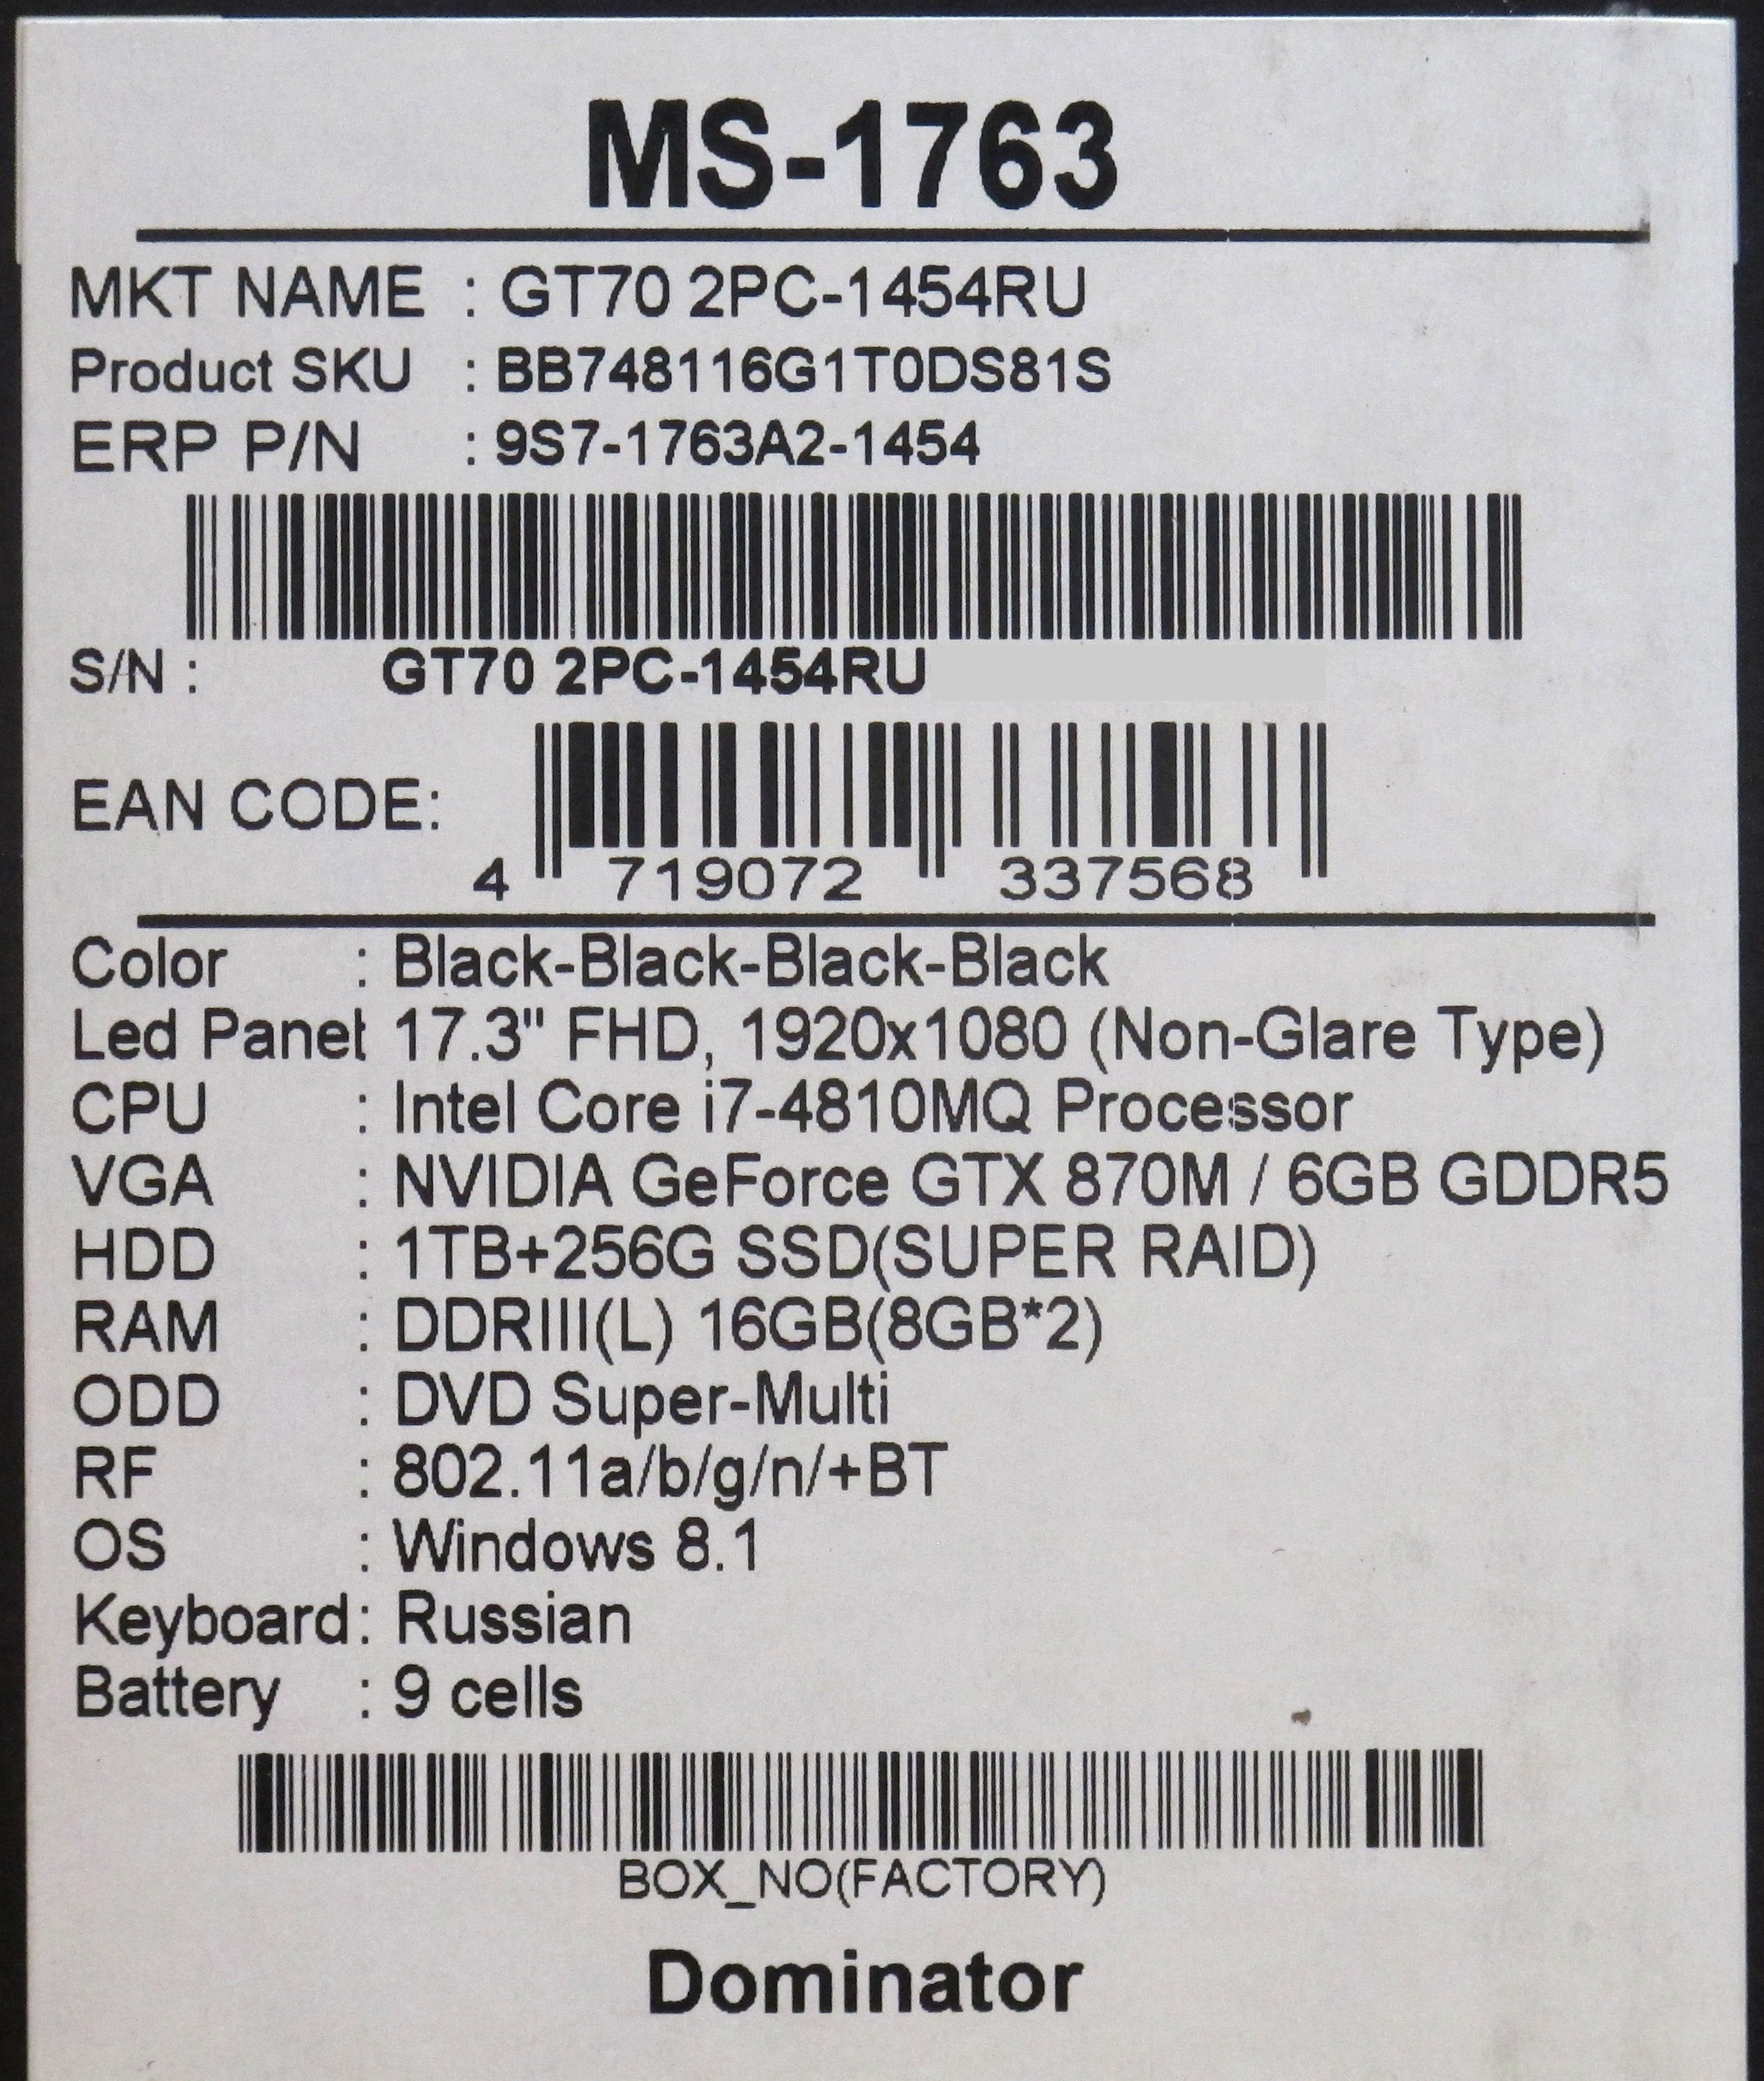 MS-1763
MKT NAME : GT70 2PC-1454RU
Product SKU : BB748116G1T0DS81S
ERP P/N : 9S7-1763A2-1454
S/N : GT70 2PC-1454RU
EAN CODE:
4 719072 337568
Color : Black-Black-Black-Black
Led Panel: 17.3" FHD, 1920x1080 (Non-Glare Type)
CPU : Intel Core i7-4810MQ Processor
VGA : NVIDIA GeForce GTX 870M / 6GB GDDR5
HDD : 1TB+256G SSD(SUPER RAID)
RAM : DDRIII(L) 16GB(8GB*2)
ODD : DVD Super-Multi
RF : 802.11a/b/g/n/+BT
OS : Windows 8.1
Keyboard : Russian
Battery : 9 cells
BOX_NO(FACTORY)
Dominator